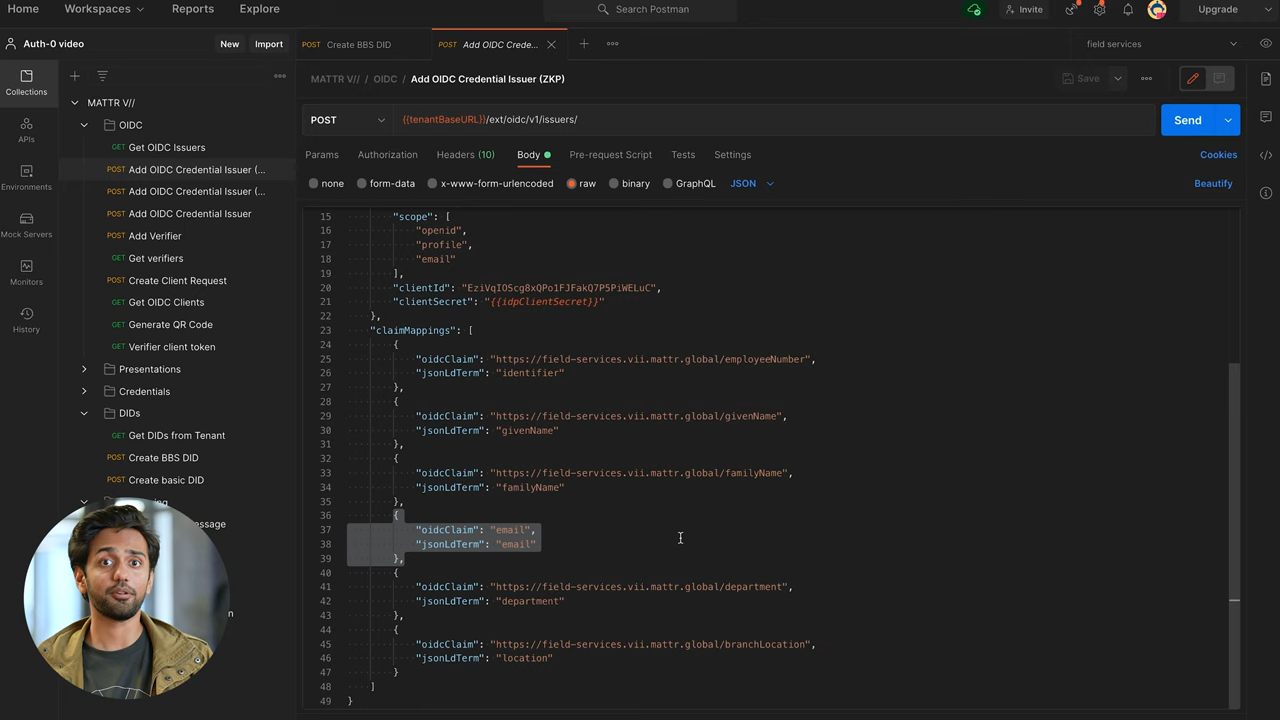 Home Workspaces Reports Explore Search Postman Invite Upgrade
Auth-0 video New Import POST Create BBS DID POST Add OIDC Crede... field services
Collections
APIs
Environments
Mock Servers
Monitors
History
MATTR V//
OIDC
GET Get OIDC Issuers
POST Add OIDC Credential Issuer (...
POST Add OIDC Credential Issuer (...
POST Add OIDC Credential Issuer
POST Add Verifier
GET Get verifiers
POST Create Client Request
GET Get OIDC Clients
POST Generate QR Code
POST Verifier client token
Presentations
Credentials
DIDs
GET Get DIDs from Tenant
POST Create BBS DID
POST Create basic DID
MATTR V// / OIDC / Add OIDC Credential Issuer (ZKP) Save
POST {{tenantBaseURL}}/ext/oidc/v1/issuers/ Send
Params Authorization Headers (10) Body Pre-request Script Tests Settings Cookies
none form-data x-www-form-urlencoded raw binary GraphQL JSON Beautify
15 "scope": [
16 "openid",
17 "profile",
18 "email"
19 ],
20 "clientId": "EziVqIOScg8xQPo1FJFakQ7P5PiWELuC",
21 "clientSecret": "{{idpClientSecret}}"
22 },
23 "claimMappings": [
24 {
25 "oidcClaim": "https://field-services.vii.mattr.global/employeeNumber",
26 "jsonLdTerm": "identifier"
27 },
28 {
29 "oidcClaim": "https://field-services.vii.mattr.global/givenName",
30 "jsonLdTerm": "givenName"
31 },
32 {
33 "oidcClaim": "https://field-services.vii.mattr.global/familyName",
34 "jsonLdTerm": "familyName"
35 },
36 {
37 "oidcClaim": "email",
38 "jsonLdTerm": "email"
39 },
40 {
41 "oidcClaim": "https://field-services.vii.mattr.global/department",
42 "jsonLdTerm": "department"
43 },
44 {
45 "oidcClaim": "https://field-services.vii.mattr.global/branchLocation",
46 "jsonLdTerm": "location"
47 }
48 ]
49 }